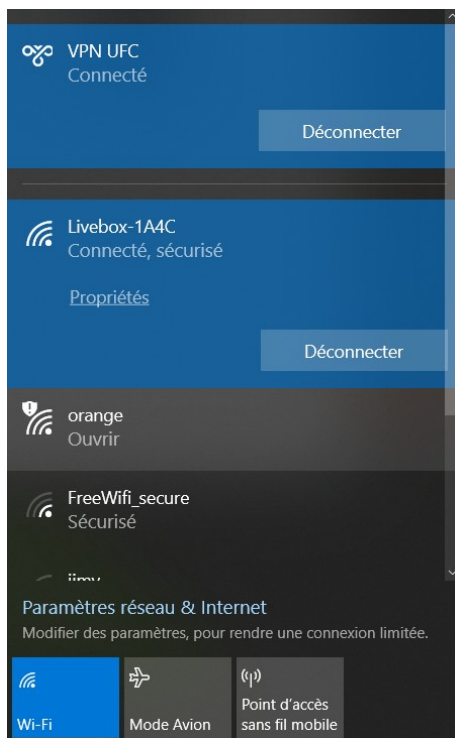 VPN UFC
Connecté
Déconnecter
Livebox-1A4C
Connecté, sécurisé
Propriétés
Déconnecter
orange
Ouvrir
FreeWifi_secure
Sécurisé
Paramètres réseau & Internet
Modifier des paramètres, pour rendre une connexion limitée.
Wi-Fi
Mode Avion
Point d'accès
sans fil mobile